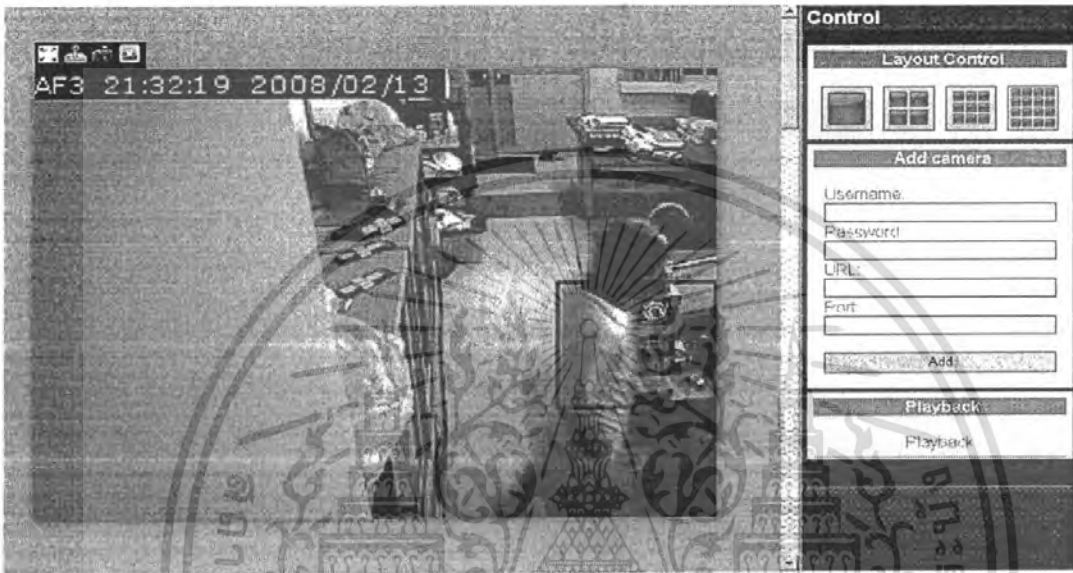 AF3 21:32:19 2008/02/13
Control
Layout Control
Add camera
Username:
Password
URL:
Port
Add
Playback
Playback